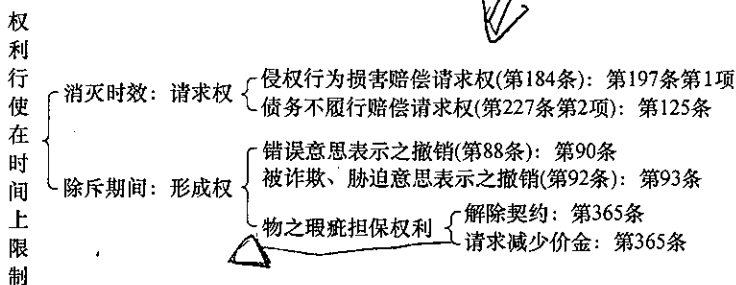 权利行使在时间上限制
消灭时效：请求权
侵权行为损害赔偿请求权(第184条)：第197条第1项
债务不履行赔偿请求权(第227条第2项)：第125条
除斥期间：形成权
错误意思表示之撤销(第88条)：第90条
被诈欺、胁迫意思表示之撤销(第92条)：第93条
物之瑕疵担保权利
解除契约：第365条
请求减少价金：第365条